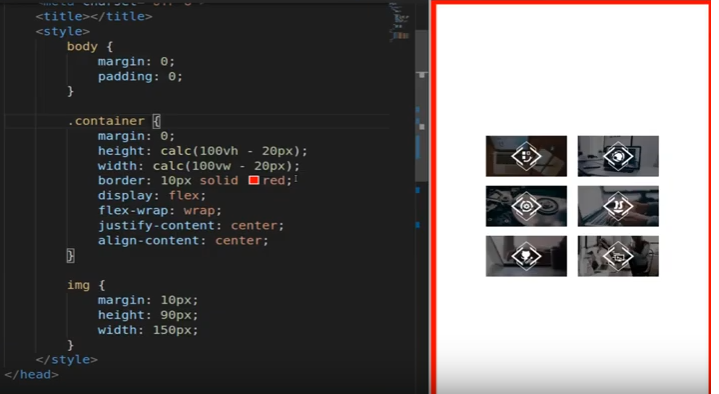 <title></title>
<style>
body {
margin: 0;
padding: 0;
}
.container {
margin: 0;
height: calc(100vh - 20px);
width: calc(100vw - 20px);
border: 10px solid red;
display: flex;
flex-wrap: wrap;
justify-content: center;
align-content: center;
}
img {
margin: 10px;
height: 90px;
width: 150px;
}
</style>
</head>